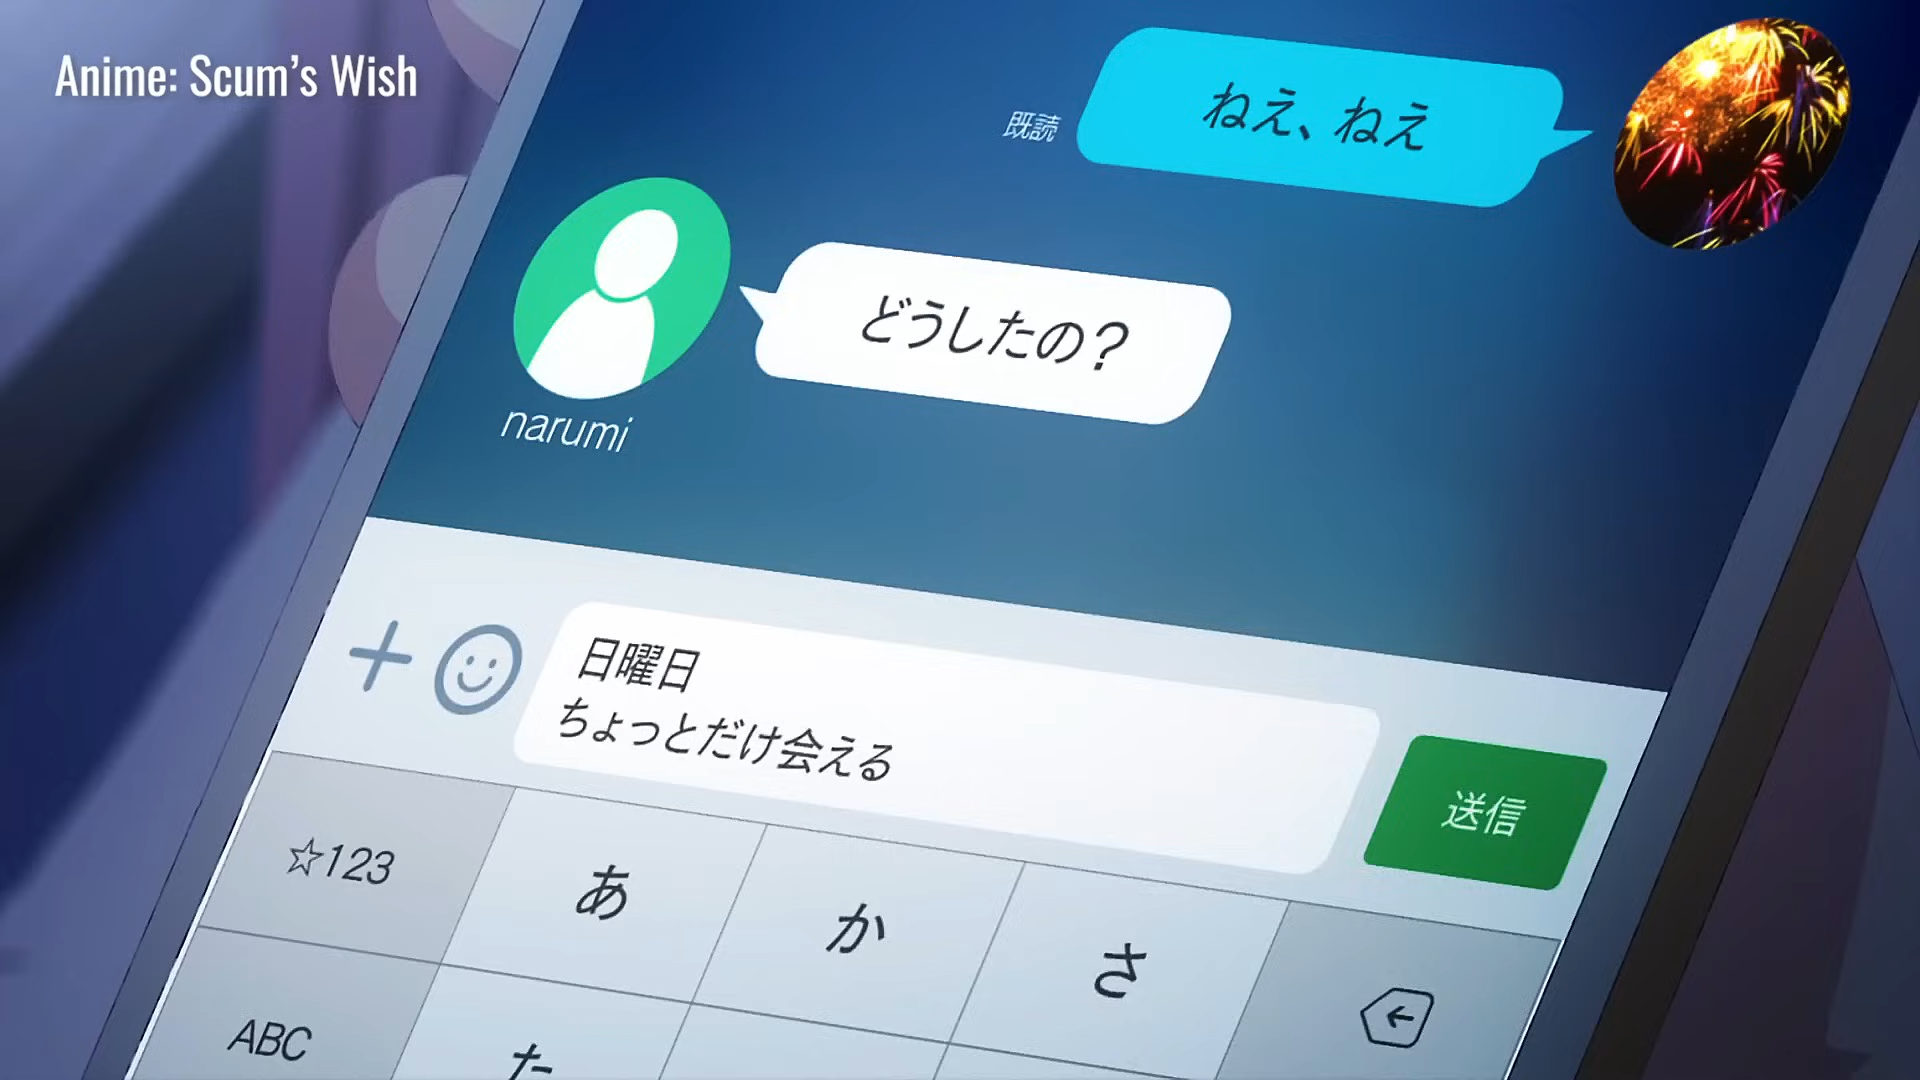 Anime: Scum's Wish
ねえ、ねえ
既読
どうしたの？
narumi
日曜日
ちょっとだけ会える
送信
☆123
あ
か
さ
ABC
た